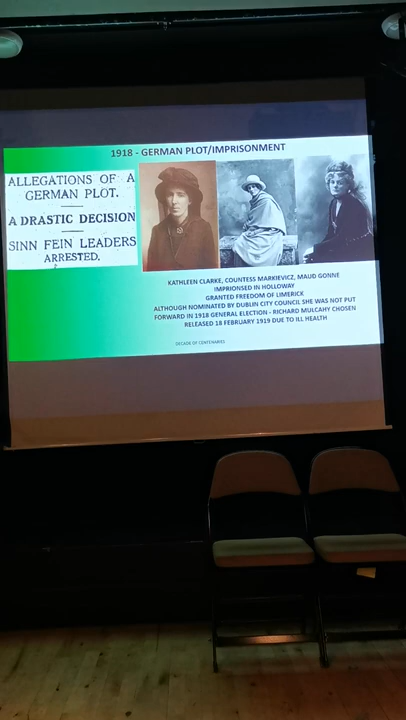 1918 - GERMAN PLOT/IMPRISONMENT
ALLEGATIONS OF A
GERMAN PLOT.
A DRASTIC DECISION
SINN FEIN LEADERS
ARRESTED.
KATHLEEN CLARKE, COUNTESS MARKIEVICZ, MAUD GONNE
IMPRIONSED IN HOLLOWAY
GRANTED FREEDOM OF LIMERICK
ALTHOUGH NOMINATED BY DUBLIN CITY COUNCIL SHE WAS NOT PUT
FORWARD IN 1918 GENERAL ELECTION - RICHARD MULCAHY CHOSEN
RELEASED 18 FEBRUARY 1919 DUE TO ILL HEALTH
DECADE OF CENTENARIES